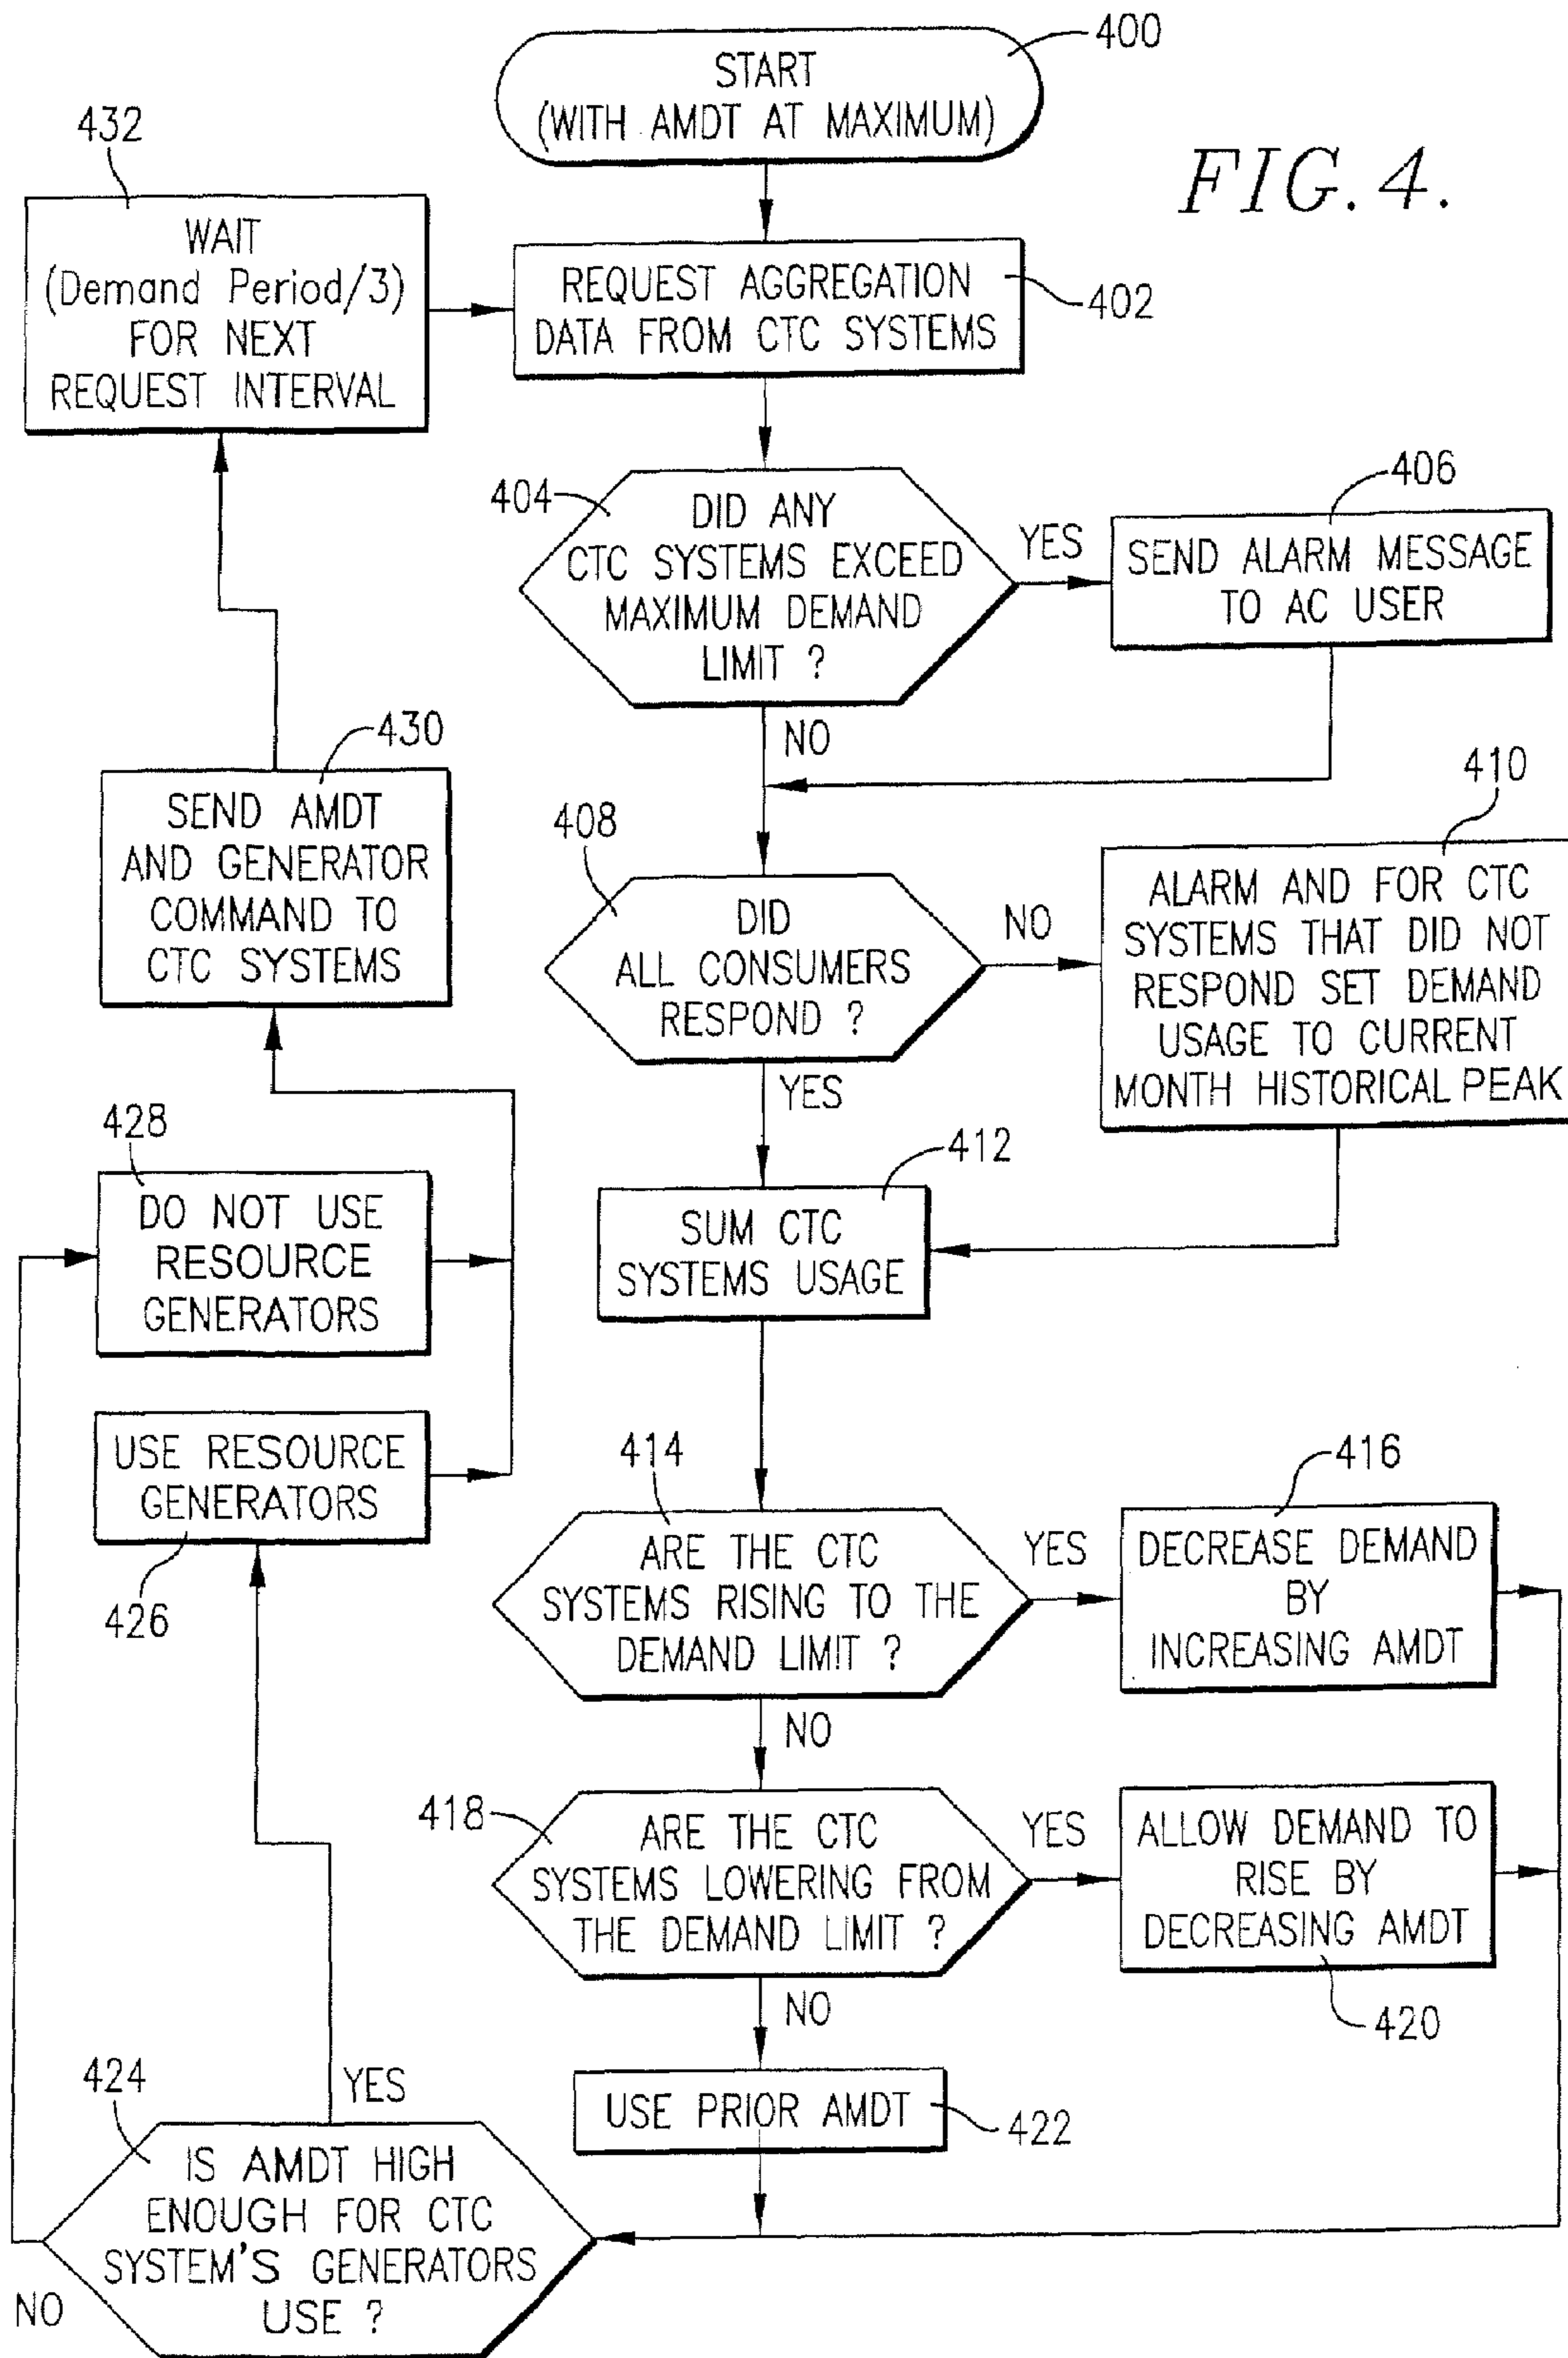 400
START
(WITH AMDT AT MAXIMUM)
FIG. 4.
432
WAIT
(Demand Period/3)
FOR NEXT
REQUEST INTERVAL
REQUEST AGGREGATION
DATA FROM CTC SYSTEMS
402
404
DID ANY
CTC SYSTEMS EXCEED
MAXIMUM DEMAND
LIMIT ?
YES
NO
406
SEND ALARM MESSAGE
TO AC USER
430
SEND AMDT
AND GENERATOR
COMMAND TO
CTC SYSTEMS
408
DID
ALL CONSUMERS
RESPOND ?
NO
YES
410
ALARM AND FOR CTC
SYSTEMS THAT DID NOT
RESPOND SET DEMAND
USAGE TO CURRENT
MONTH HISTORICAL PEAK
428
DO NOT USE
RESOURCE
GENERATORS
412
SUM CTC
SYSTEMS USAGE
USE RESOURCE
GENERATORS
426
414
ARE THE CTC
SYSTEMS RISING TO THE
DEMAND LIMIT ?
YES
NO
416
DECREASE DEMAND
BY
INCREASING AMDT
418
ARE THE CTC
SYSTEMS LOWERING FROM
THE DEMAND LIMIT ?
YES
NO
ALLOW DEMAND TO
RISE BY
DECREASING AMDT
420
USE PRIOR AMDT
422
424
YES
IS AMDT HIGH
ENOUGH FOR CTC
SYSTEM'S GENERATORS
USE ?
NO